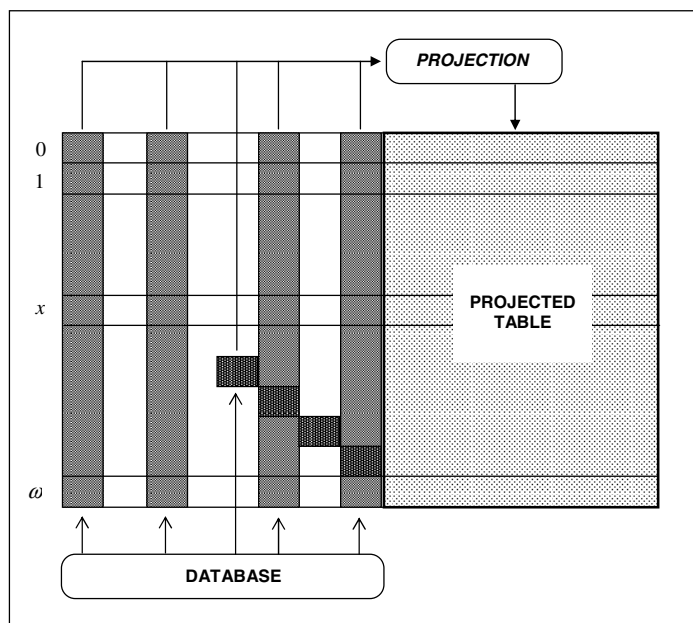 PROJECTION
0
1
x
PROJECTED
TABLE
ω
DATABASE